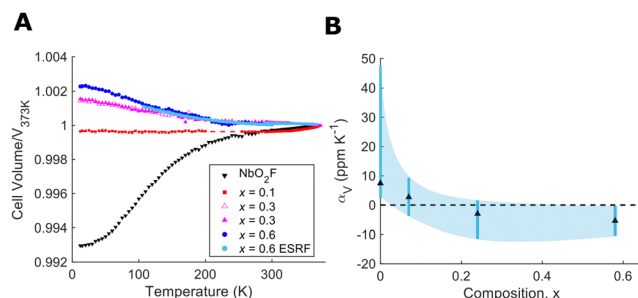 A
Cell Volume/V373K
1.004
1.002
1
0.998
0.996
0.994
0.992
0
100
200
300
Temperature (K)
NbO2F
x = 0.1
x = 0.3
x = 0.3
x = 0.6
x = 0.6 ESRF
B
αV (ppm K-1)
50
40
30
20
10
0
-10
-20
0
0.2
0.4
0.6
Composition, x